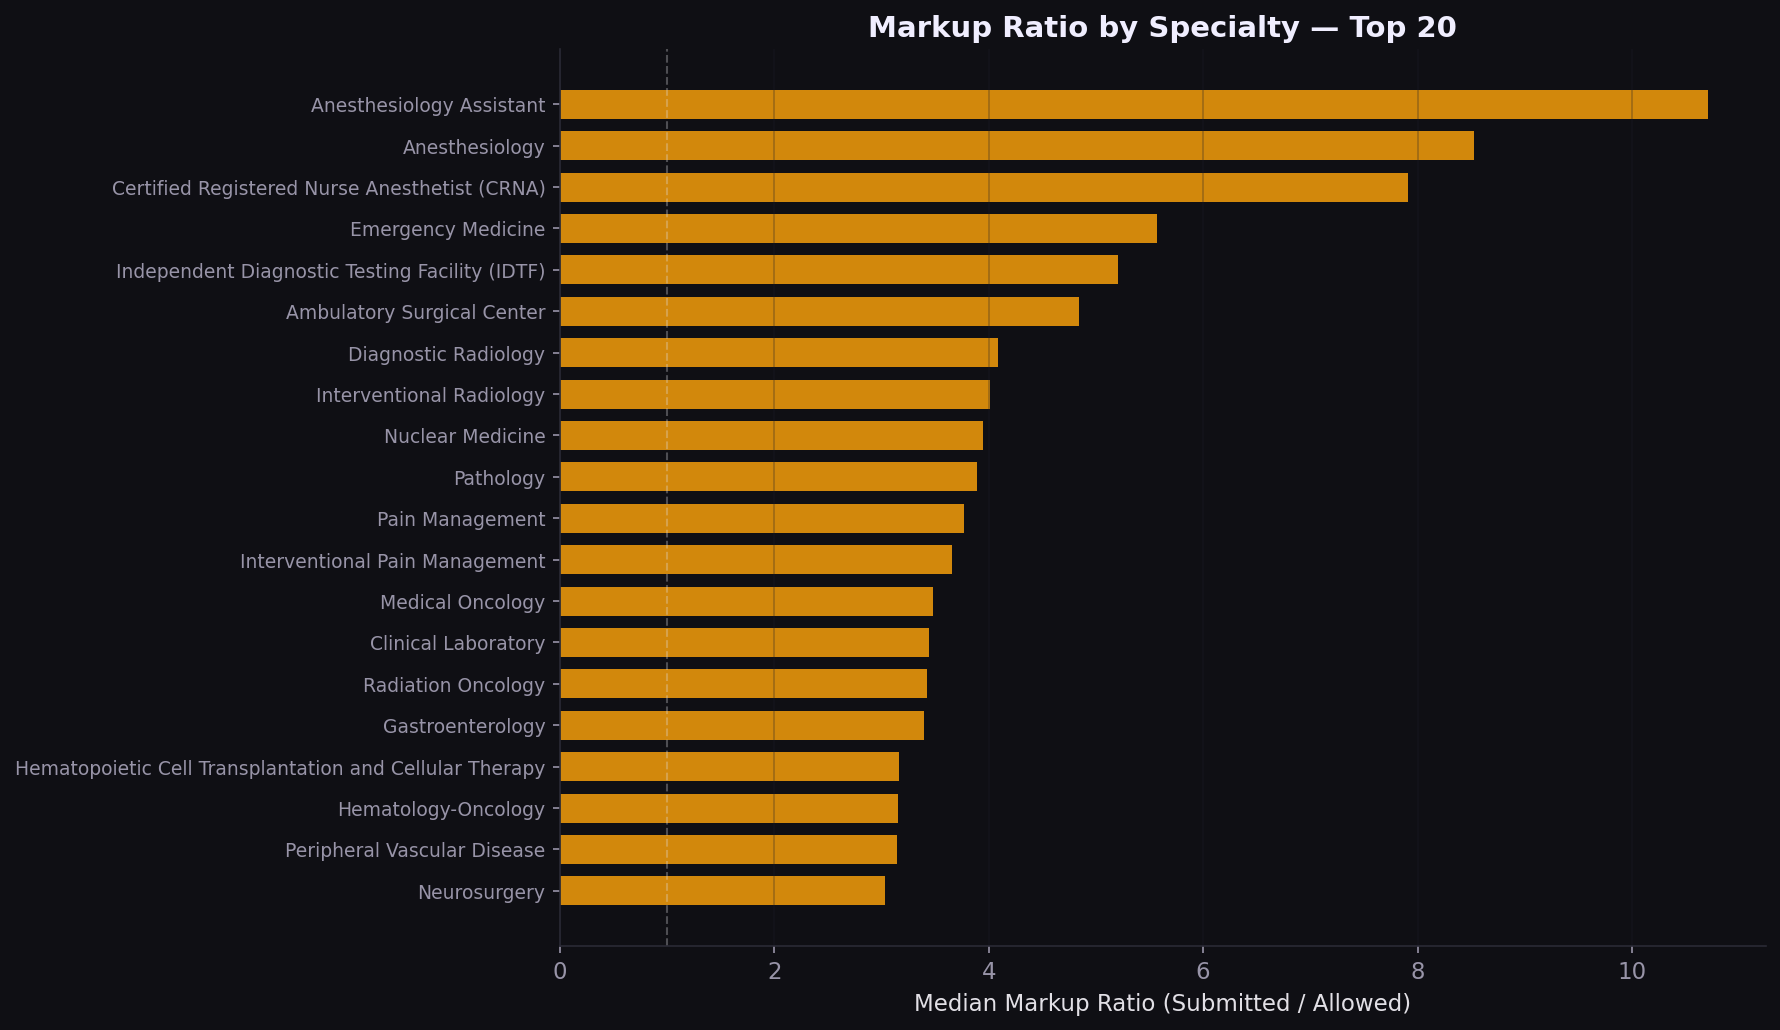 Markup Ratio by Specialty — Top 20
Anesthesiology Assistant
Anesthesiology
Certified Registered Nurse Anesthetist (CRNA)
Emergency Medicine
Independent Diagnostic Testing Facility (IDTF)
Ambulatory Surgical Center
Diagnostic Radiology
Interventional Radiology
Nuclear Medicine
Pathology
Pain Management
Interventional Pain Management
Medical Oncology
Clinical Laboratory
Radiation Oncology
Gastroenterology
Hematopoietic Cell Transplantation and Cellular Therapy
Hematology-Oncology
Peripheral Vascular Disease
Neurosurgery
0 2 4 6 8 10
Median Markup Ratio (Submitted / Allowed)